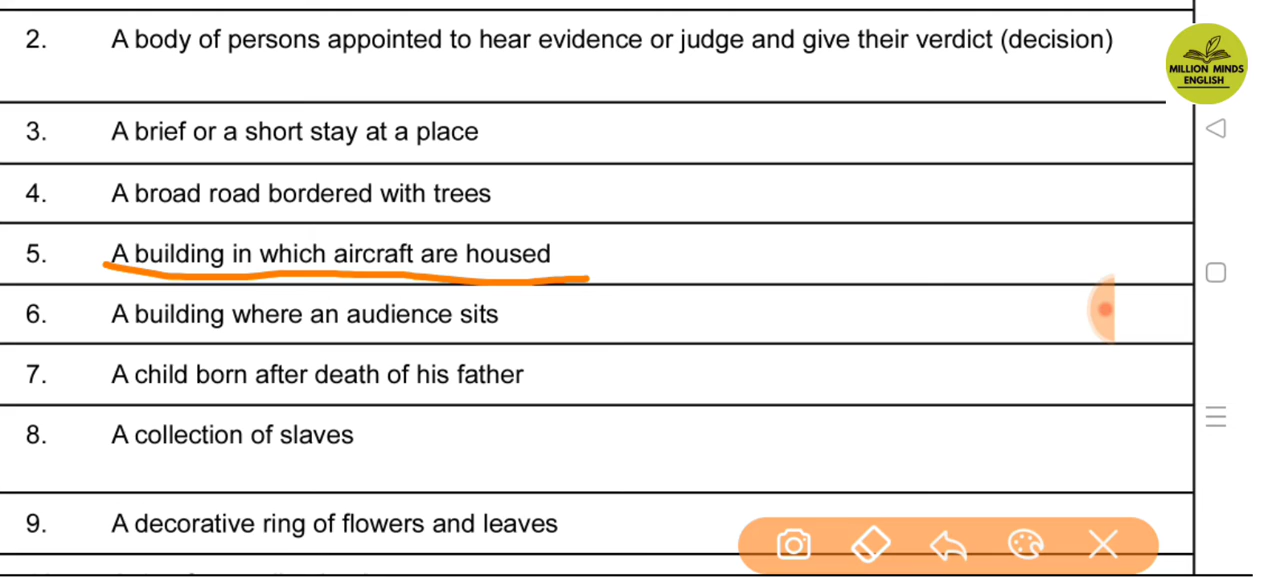 2. A body of persons appointed to hear evidence or judge and give their verdict (decision)
MILLION MINDS
ENGLISH
3. A brief or a short stay at a place
4. A broad road bordered with trees
5. A building in which aircraft are housed
6. A building where an audience sits
7. A child born after death of his father
8. A collection of slaves
9. A decorative ring of flowers and leaves